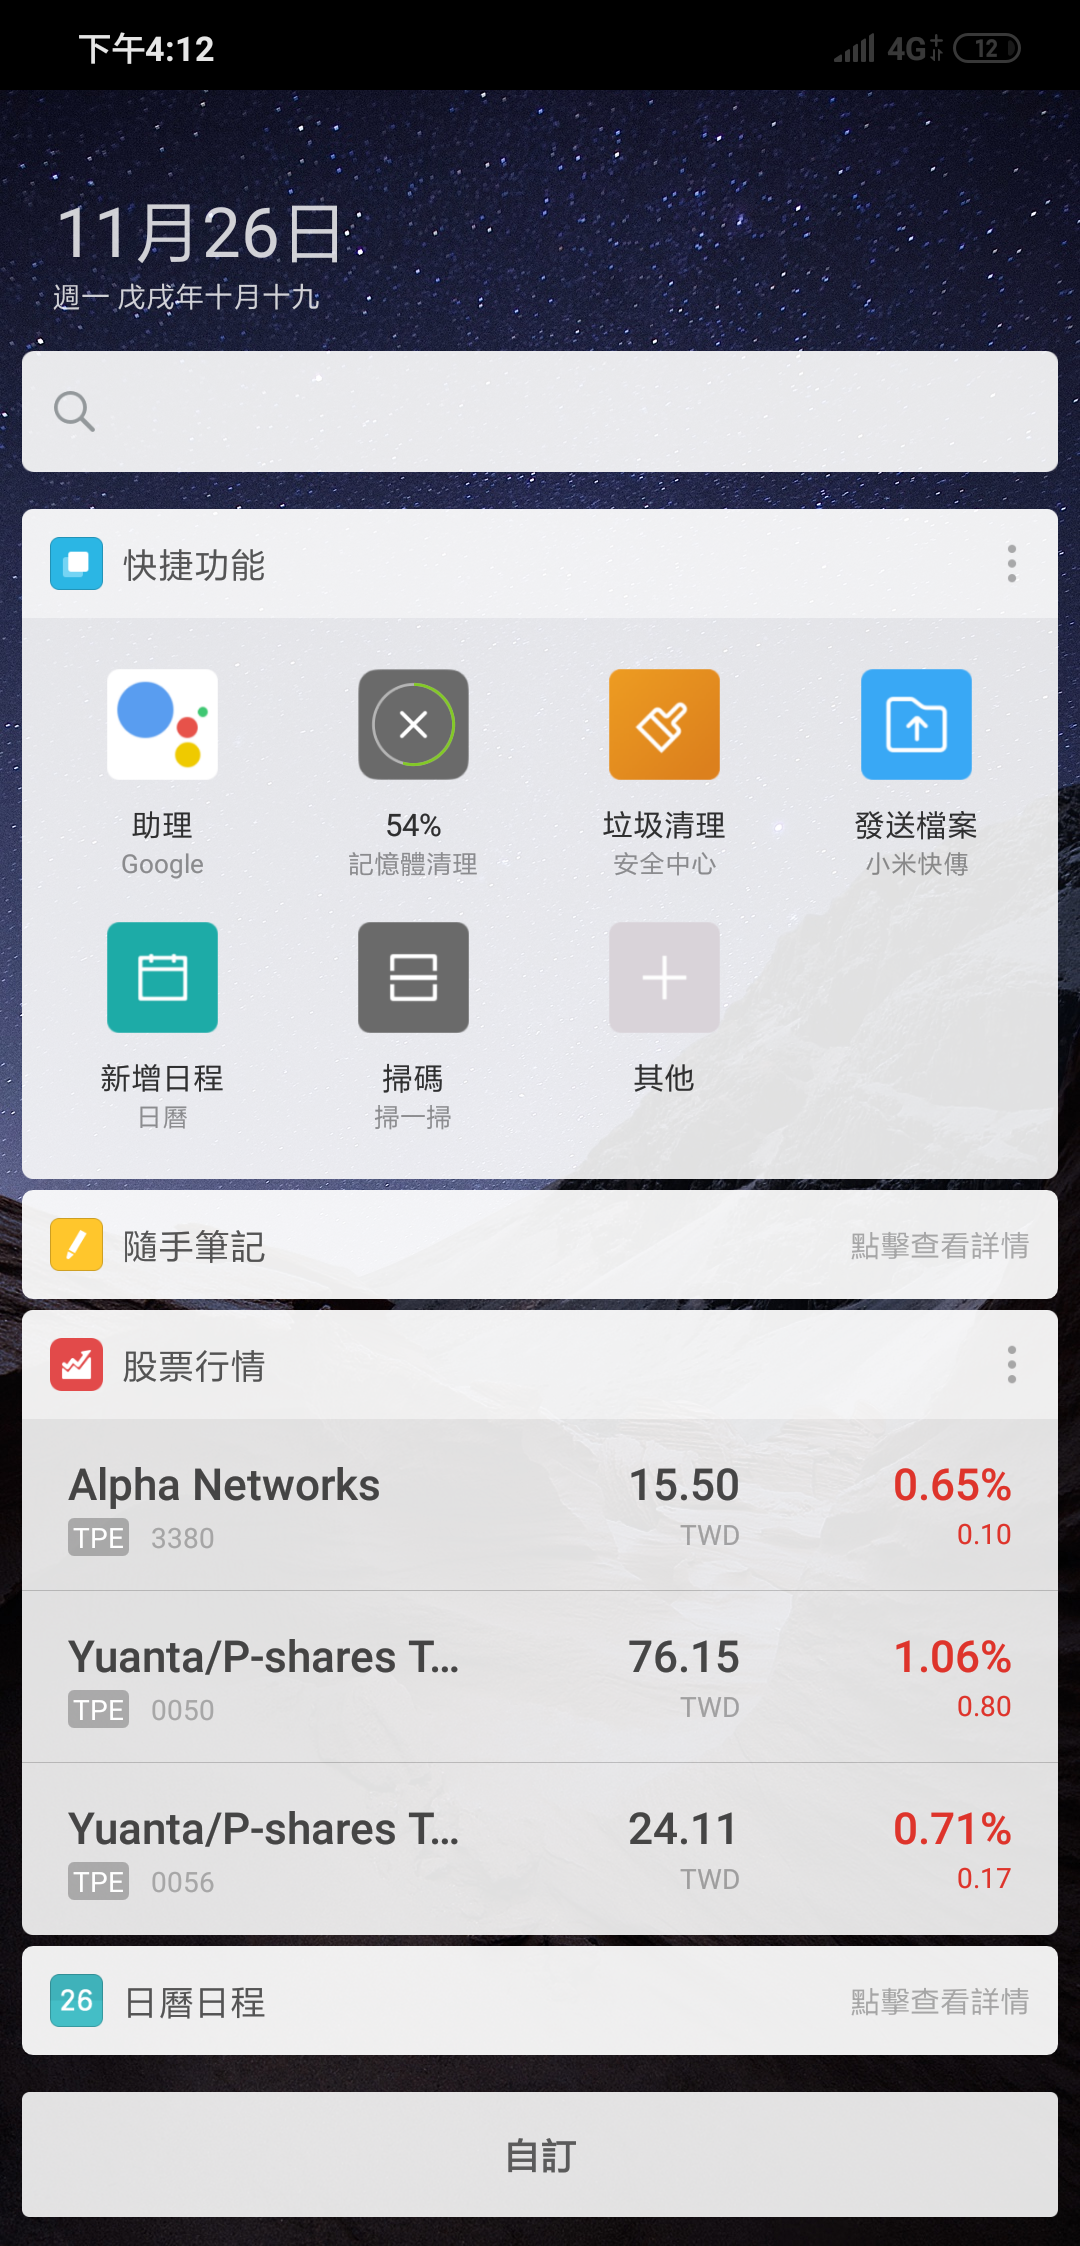 下午4:12
4G+
12
11月26日
週一 戊戌年十月十九
快捷功能
助理
54%
垃圾清理
發送檔案
Google
記憶體清理
安全中心
小米快傳
新增日程
掃碼
其他
日曆
掃一掃
隨手筆記
點擊查看詳情
股票行情
Alpha Networks 15.50 0.65%
TPE 3380 TWD 0.10
Yuanta/P-shares T... 76.15 1.06%
TPE 0050 TWD 0.80
Yuanta/P-shares T... 24.11 0.71%
TPE 0056 TWD 0.17
26 日曆日程
點擊查看詳情
自訂